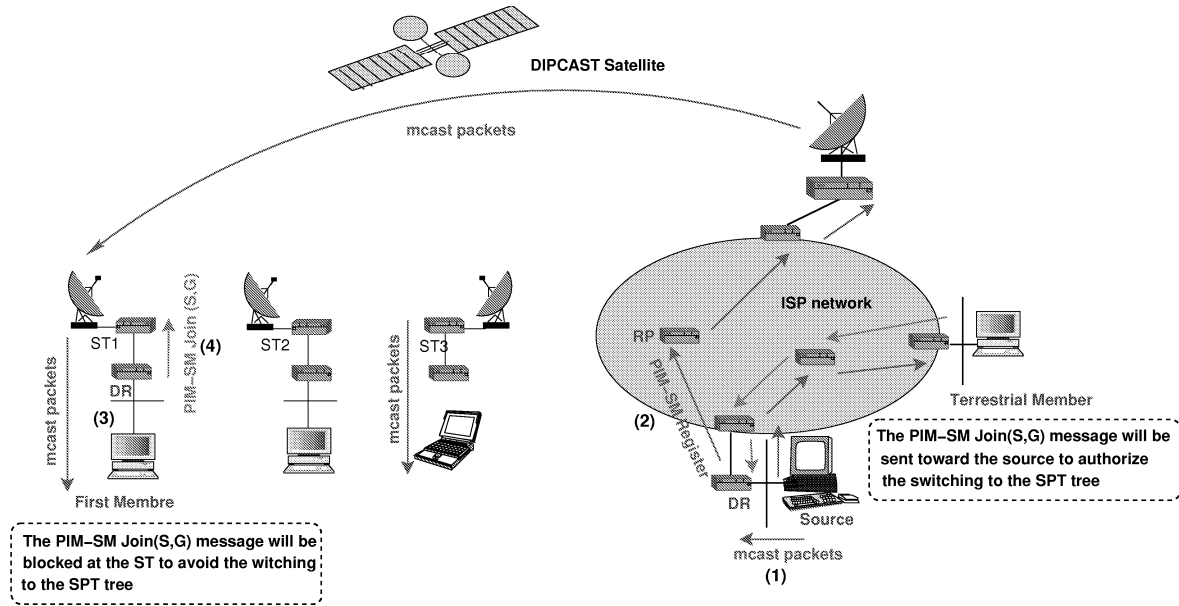 DIPCAST Satellite
mcast packets
ISP network
ST1
ST2
ST3
PIM−SM Join (S,G)
(4)
RP
DR
mcast packets
mcast packets
(3)
(2)
PIM−SM Register
Terrestrial Member
First Membre
DR
Source
mcast packets
(1)
The PIM−SM Join(S,G) message will be
sent toward the source to authorize
the switching to the SPT tree
The PIM−SM Join(S,G) message will be
blocked at the ST to avoid the witching
to the SPT tree